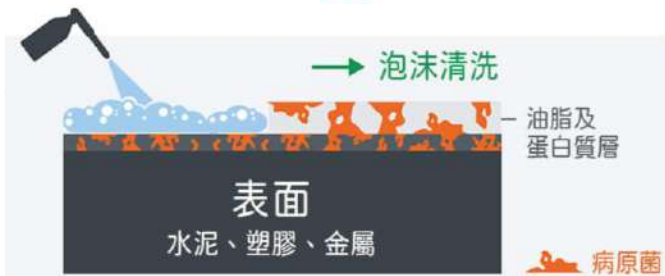 泡沫清洗
油脂及
蛋白質層
表面
水泥、塑膠、金屬
病原菌